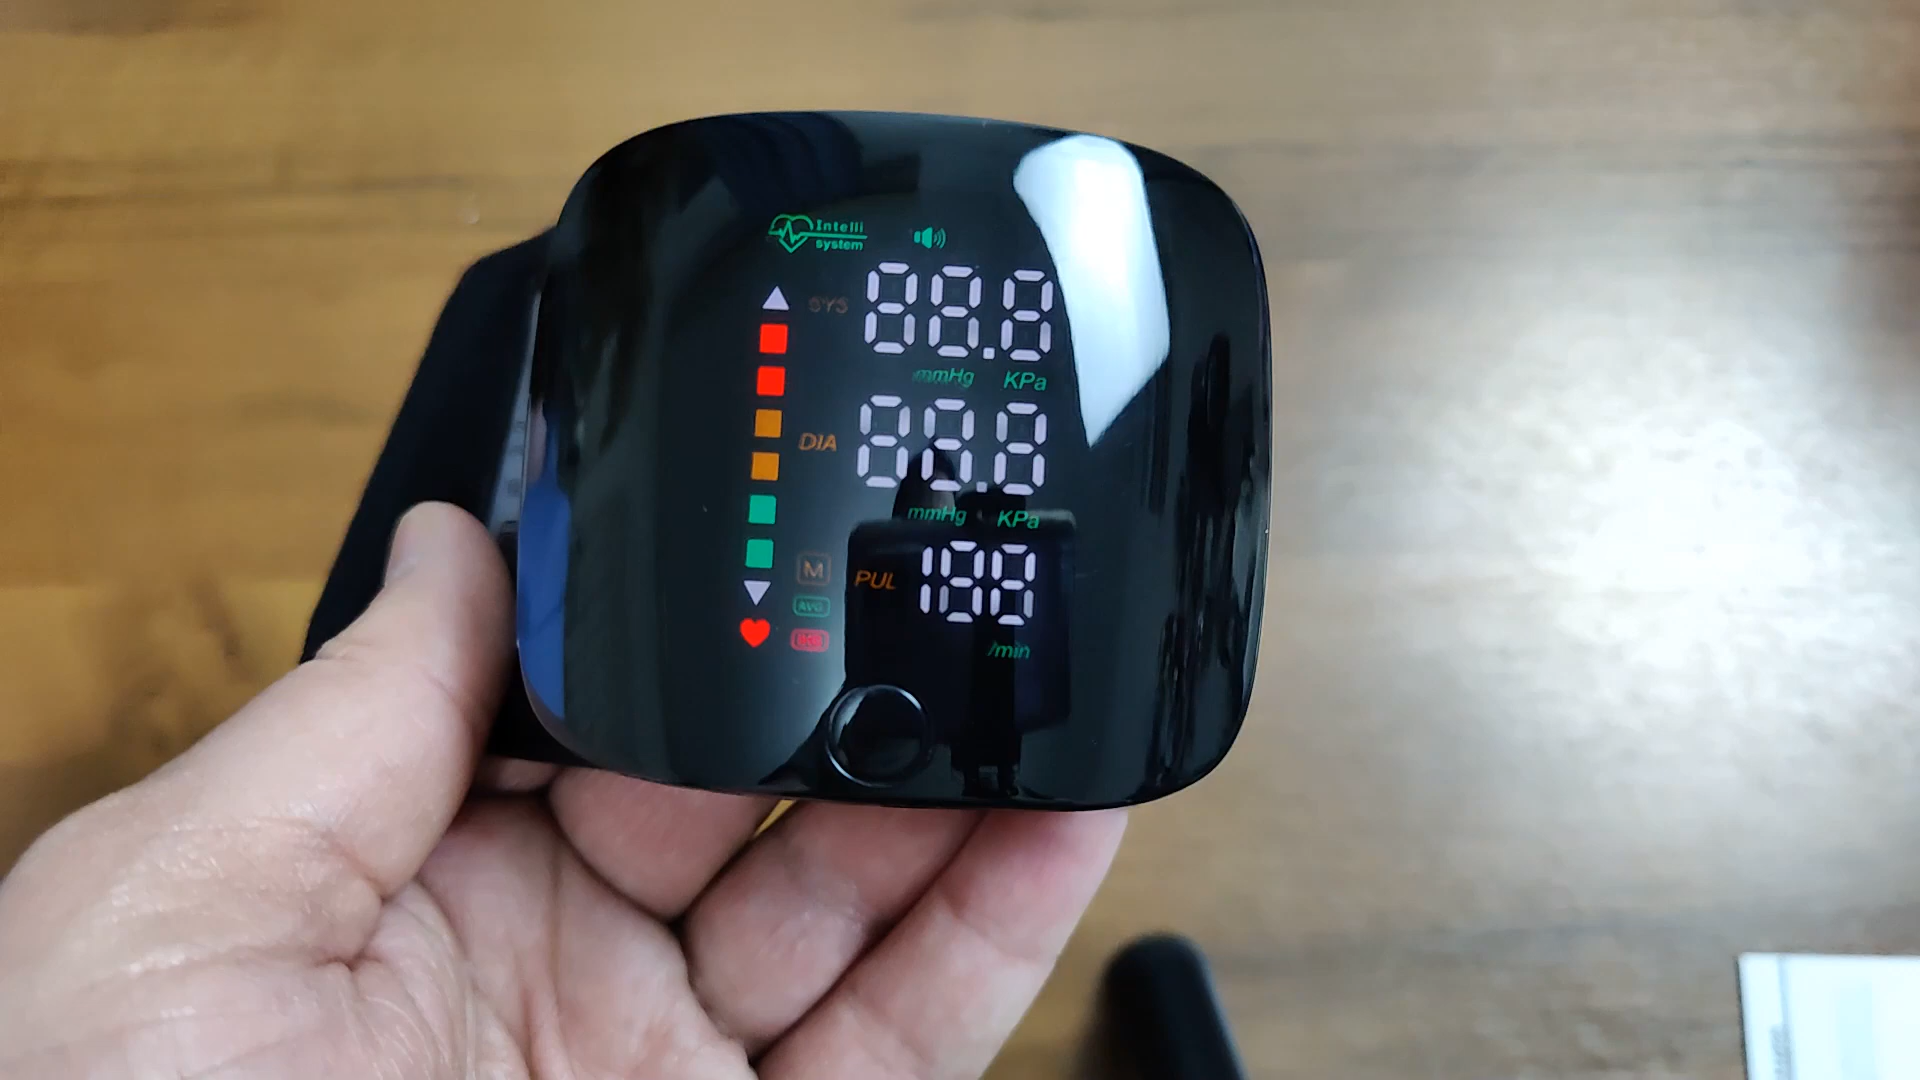 Intelli
system
SYS 88.8
mmHg KPa
DIA 88.8
mmHg KPa
M
PUL 188
AVG
/min